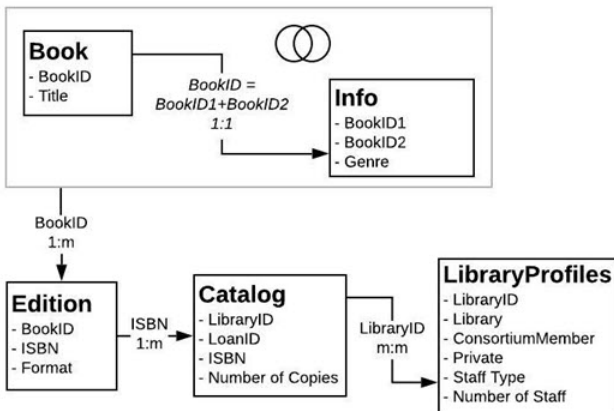 Book
- BookID
- Title
BookID =
BookID1+BookID2
1:1
Info
- BookID1
- BookID2
- Genre
BookID
1:m
Edition
- BookID
- ISBN
- Format
ISBN
1:m
Catalog
- LibraryID
- LoanID
- ISBN
- Number of Copies
LibraryID
m:m
LibraryProfiles
- LibraryID
- Library
- ConsortiumMember
- Private
- Staff Type
- Number of Staff